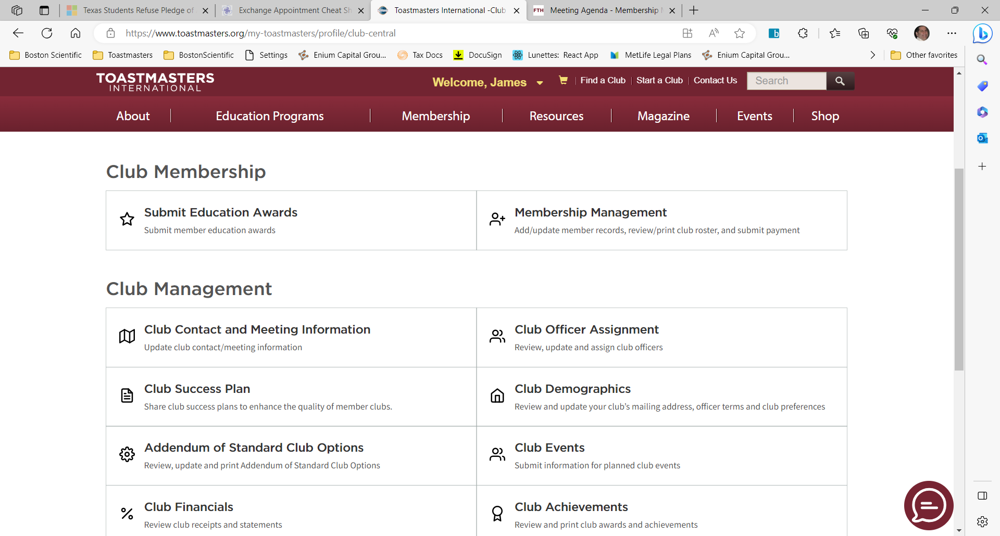 Texas Students Refuse Pledge of
Exchange Appointment Cheat Sh
Toastmasters International -Club
FTH Meeting Agenda - Membership
https://www.toastmasters.org/my-toastmasters/profile/club-central
Boston Scientific
Toastmasters
BostonScientific
Settings
Enium Capital Grou...
Tax Docs
DocuSign
Lunettes: React App
MetLife Legal Plans
Enium Capital Grou...
Other favorites
TOASTMASTERS
INTERNATIONAL
Welcome, James
Find a Club
Start a Club
Contact Us
Search
About
Education Programs
Membership
Resources
Magazine
Events
Shop
Club Membership
Submit Education Awards
Submit member education awards
Membership Management
Add/update member records, review/print club roster, and submit payment
Club Management
Club Contact and Meeting Information
Update club contact/meeting information
Club Officer Assignment
Review, update and assign club officers
Club Success Plan
Share club success plans to enhance the quality of member clubs.
Club Demographics
Review and update your club’s mailing address, officer terms and club preferences
Addendum of Standard Club Options
Review, update and print Addendum of Standard Club Options
Club Events
Submit information for planned club events
Club Financials
Review club receipts and statements
Club Achievements
Review and print club awards and achievements